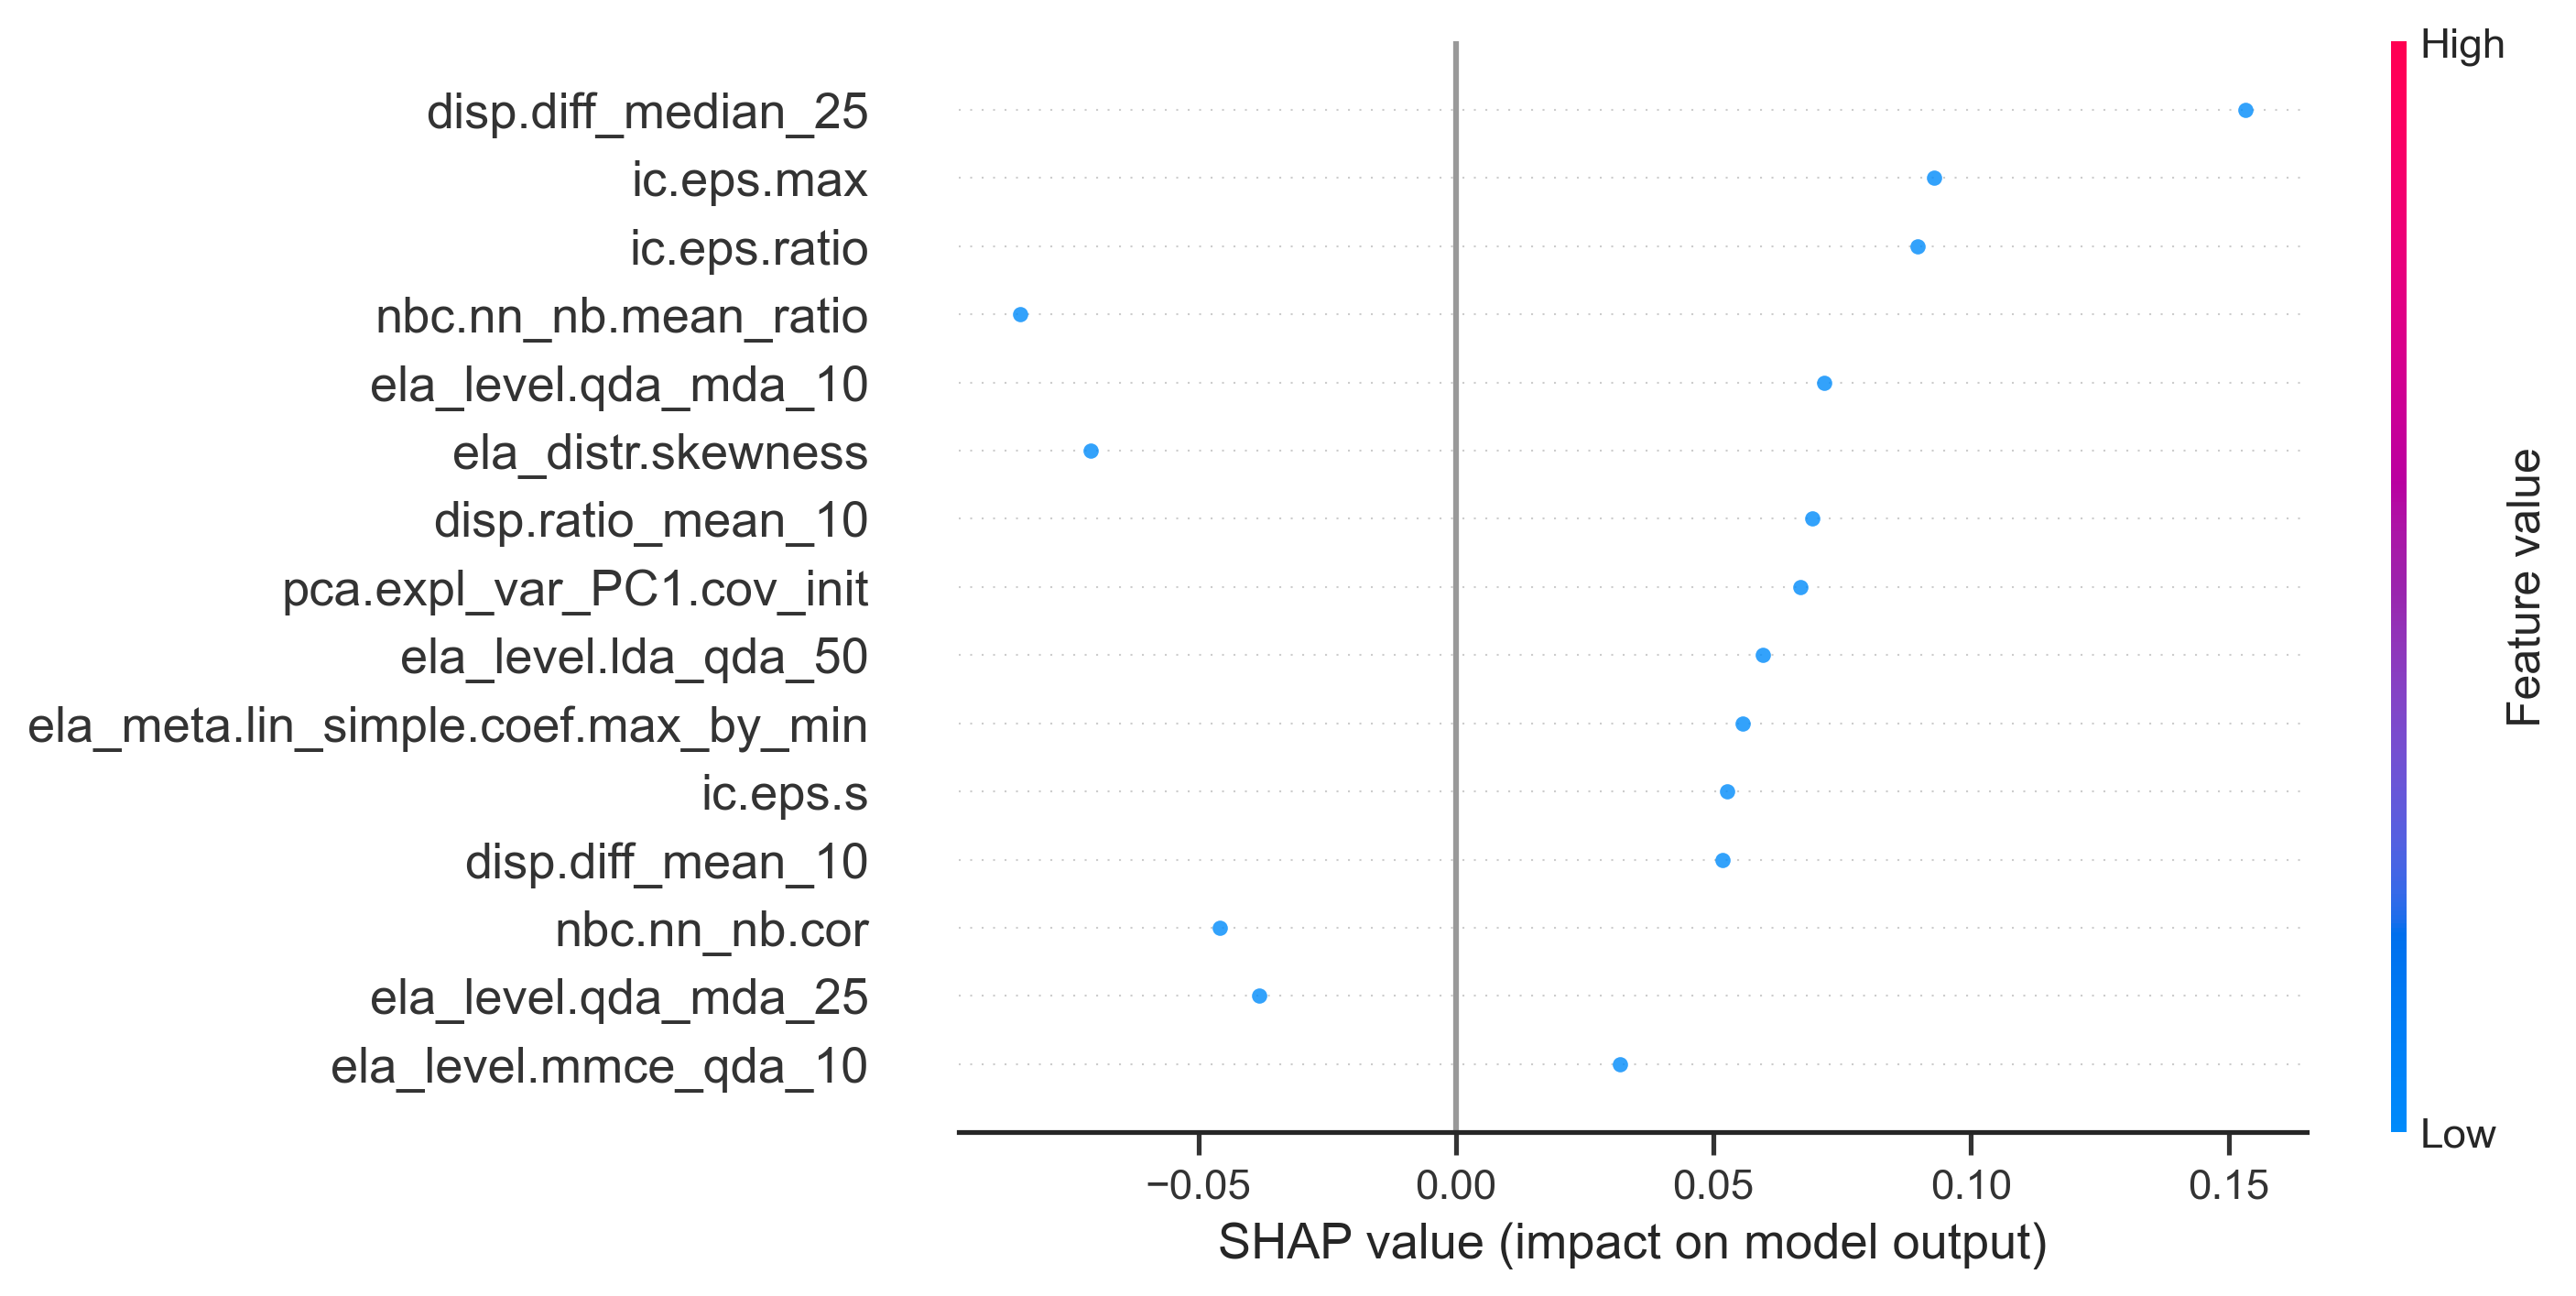 High
disp.diff_median_25
ic.eps.max
ic.eps.ratio
nbc.nn_nb.mean_ratio
ela_level.qda_mda_10
ela_distr.skewness
disp.ratio_mean_10
pca.expl_var_PC1.cov_init
ela_level.lda_qda_50
ela_meta.lin_simple.coef.max_by_min
ic.eps.s
disp.diff_mean_10
nbc.nn_nb.cor
ela_level.qda_mda_25
ela_level.mmce_qda_10
Feature value
Low
−0.05 0.00 0.05 0.10 0.15
SHAP value (impact on model output)